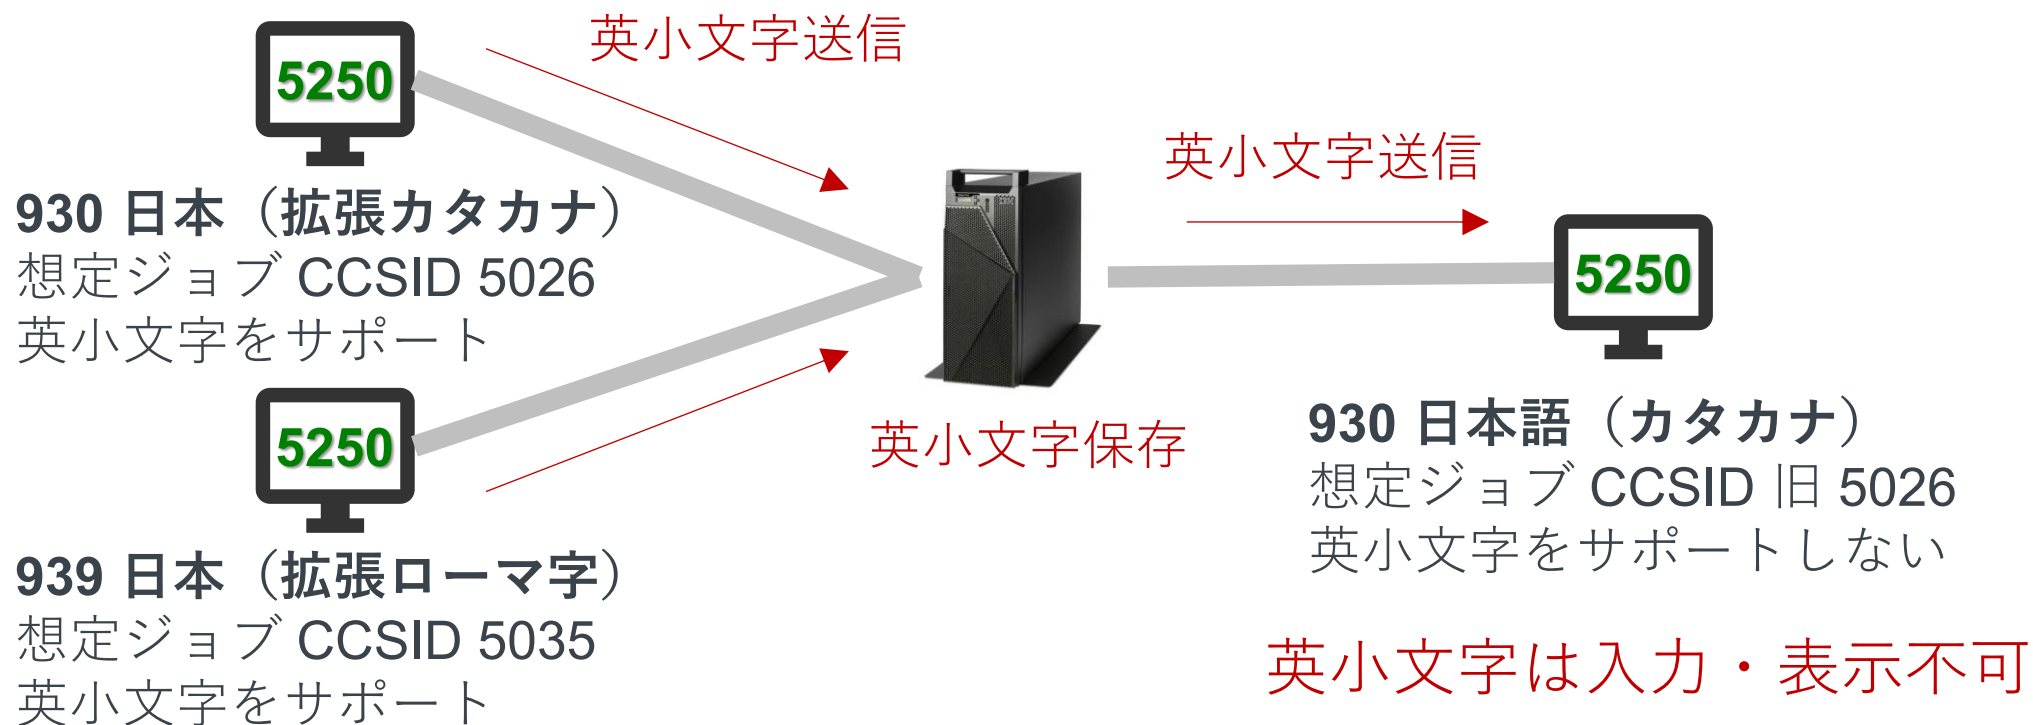 5250
英小文字送信
930 日本（拡張カタカナ）
想定ジョブ CCSID 5026
英小文字をサポート
5250
939 日本（拡張ローマ字）
想定ジョブ CCSID 5035
英小文字をサポート
英小文字保存
英小文字送信
5250
930 日本語（カタカナ）
想定ジョブ CCSID 旧 5026
英小文字をサポートしない
英小文字は入力・表示不可